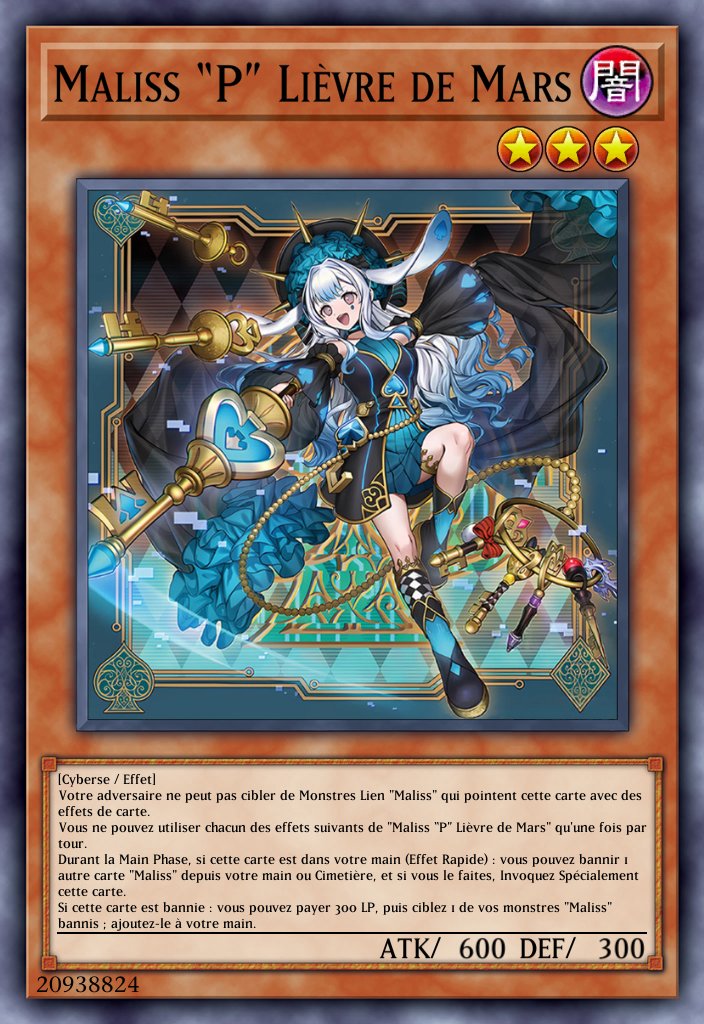 Maliss “P” Lièvre de Mars
闇
[Cyberse / Effet]
Votre adversaire ne peut pas cibler de Monstres Lien "Maliss" qui pointent cette carte avec des
effets de carte.
Vous ne pouvez utiliser chacun des effets suivants de "Maliss “P” Lièvre de Mars" qu'une fois par
tour.
Durant la Main Phase, si cette carte est dans votre main (Effet Rapide) : vous pouvez bannir 1
autre carte "Maliss" depuis votre main ou Cimetière, et si vous le faites, Invoquez Spécialement
cette carte.
Si cette carte est bannie : vous pouvez payer 300 LP, puis ciblez 1 de vos monstres "Maliss"
bannis ; ajoutez-le à votre main.
ATK/ 600 DEF/ 300
20938824